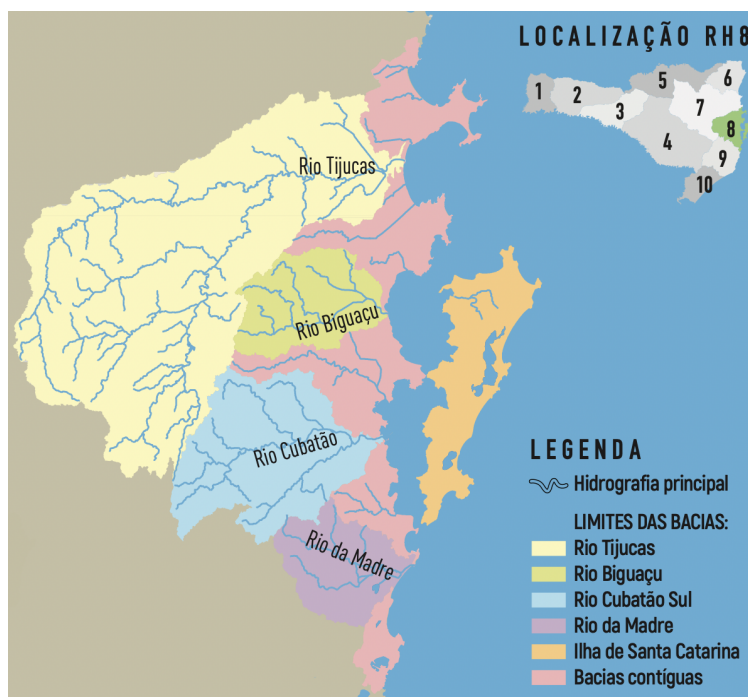 LOCALIZAÇÃO RH8
1
2
3
4
5
6
7
8
9
10
Rio Tijucas
Rio Biguaçu
Rio Cubatão
Rio da Madre
LEGENDA
Hidrografia principal
LIMITES DAS BACIAS:
Rio Tijucas
Rio Biguaçu
Rio Cubatão Sul
Rio da Madre
Ilha de Santa Catarina
Bacias contíguas